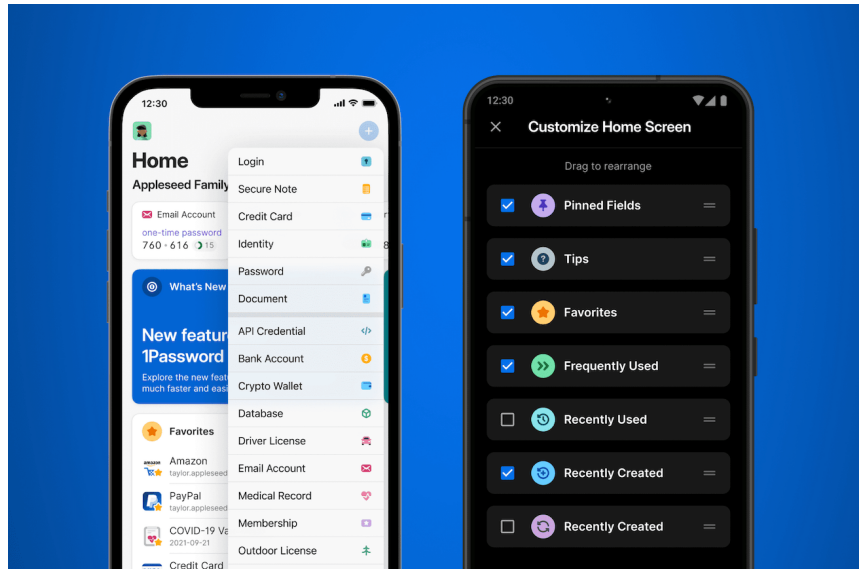 12:30
Home
Appleseed Family
Email Account
one-time password
760 • 616 15
What's New
New featur
1Password
Explore the new feat
much faster and easi
Favorites
amazon
Amazon
taylor.appleseed
PayPal
taylor.appleseed
COVID-19 Va
2021-09-21
Credit Card
Login
Secure Note
Credit Card
Identity
Password
Document
API Credential
Bank Account
Crypto Wallet
Database
Driver License
Email Account
Medical Record
Membership
Outdoor License
12:30
Customize Home Screen
Drag to rearrange
Pinned Fields
Tips
Favorites
Frequently Used
Recently Used
Recently Created
Recently Created